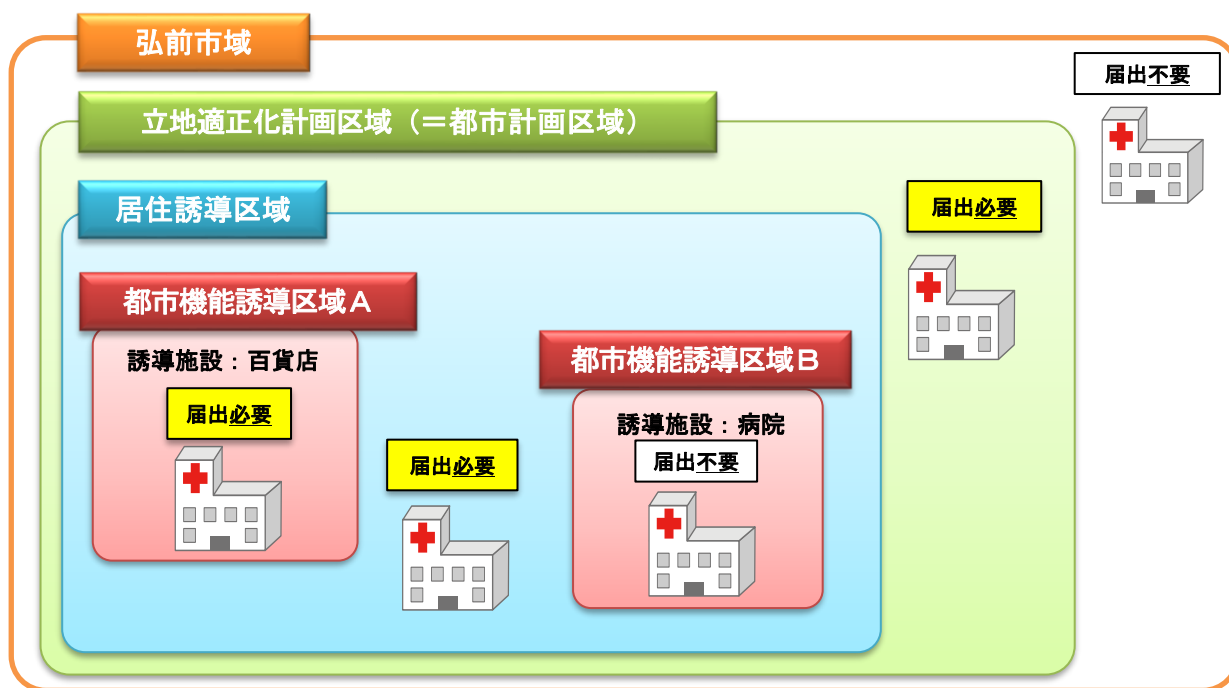 弘前市域
届出不要
立地適正化計画区域（＝都市計画区域）
居住誘導区域
届出必要
都市機能誘導区域Ａ
誘導施設：百貨店
届出必要
届出必要
都市機能誘導区域Ｂ
誘導施設：病院
届出不要